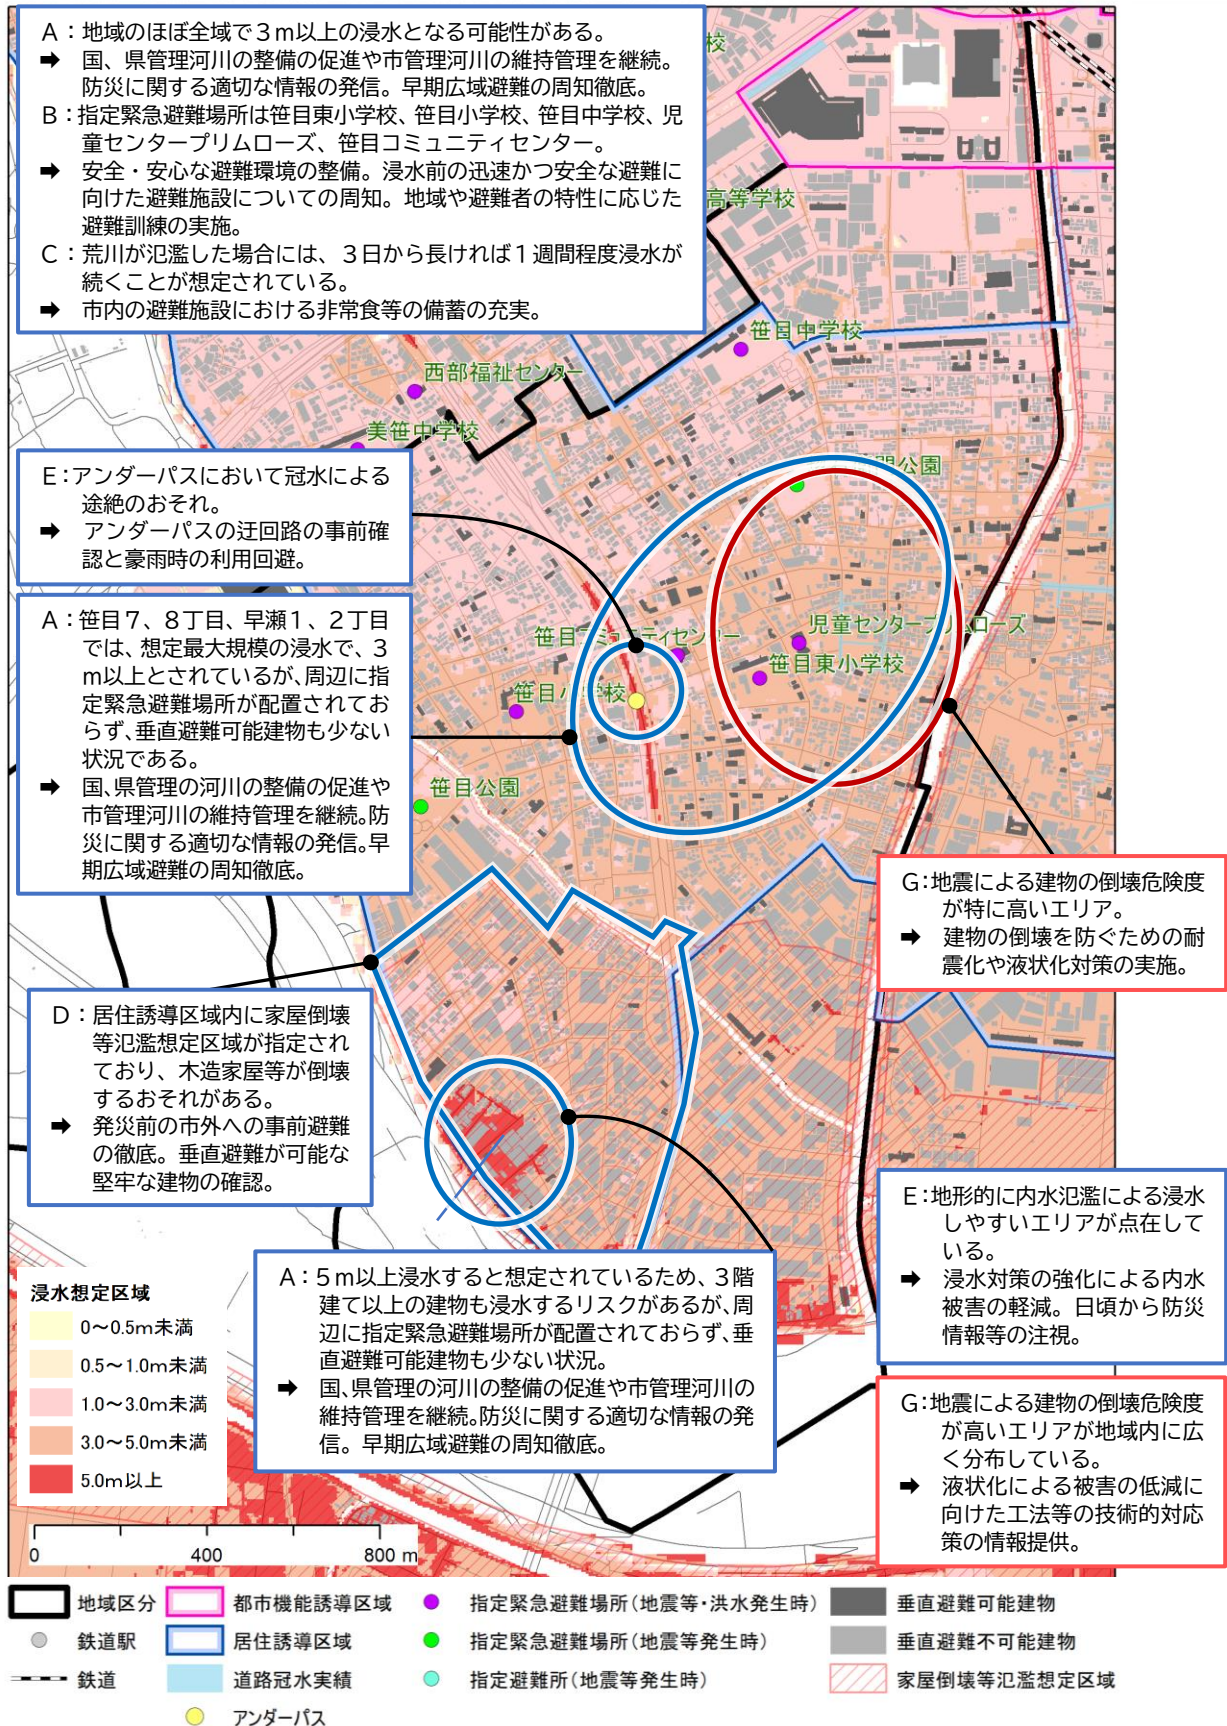 A：地域のほぼ全域で３ｍ以上の浸水となる可能性がある。
➡ 国、県管理河川の整備の促進や市管理河川の維持管理を継続。
防災に関する適切な情報の発信。早期広域避難の周知徹底。
B：指定緊急避難場所は笹目東小学校、笹目小学校、笹目中学校、児
童センタープリムローズ、笹目コミュニティセンター。
➡ 安全・安心な避難環境の整備。浸水前の迅速かつ安全な避難に
向けた避難施設についての周知。地域や避難者の特性に応じた
避難訓練の実施。
C：荒川が氾濫した場合には、３日から長ければ１週間程度浸水が
続くことが想定されている。
➡ 市内の避難施設における非常食等の備蓄の充実。
校
高等学校
笹目中学校
西部福祉センター
美笹中学校
公園
E：アンダーパスにおいて冠水による
途絶のおそれ。
➡ アンダーパスの迂回路の事前確
認と豪雨時の利用回避。
A：笹目７、８丁目、早瀬１、２丁目
では、想定最大規模の浸水で、３
ｍ以上とされているが、周辺に指
定緊急避難場所が配置されてお
らず、垂直避難可能建物も少ない
状況である。
➡ 国、県管理の河川の整備の促進や
市管理河川の維持管理を継続。防
災に関する適切な情報の発信。早
期広域避難の周知徹底。
児童センタープリムローズ
笹目コミュニティセンター
笹目東小学校
笹目小学校
笹目公園
G：地震による建物の倒壊危険度
が特に高いエリア。
➡ 建物の倒壊を防ぐための耐
震化や液状化対策の実施。
D：居住誘導区域内に家屋倒壊
等氾濫想定区域が指定され
ており、木造家屋等が倒壊
するおそれがある。
➡ 発災前の市外への事前避難
の徹底。垂直避難が可能な
堅牢な建物の確認。
E：地形的に内水氾濫による浸水
しやすいエリアが点在して
いる。
➡ 浸水対策の強化による内水
被害の軽減。日頃から防災
情報等の注視。
A：５ｍ以上浸水すると想定されているため、３階
建て以上の建物も浸水するリスクがあるが、周
辺に指定緊急避難場所が配置されておらず、垂
直避難可能建物も少ない状況。
➡ 国、県管理の河川の整備の促進や市管理河川の
維持管理を継続。防災に関する適切な情報の発
信。早期広域避難の周知徹底。
G：地震による建物の倒壊危険度
が高いエリアが地域内に広
く分布している。
➡ 液状化による被害の低減に
向けた工法等の技術的対応
策の情報提供。
浸水想定区域
0～0.5m未満
0.5～1.0m未満
1.0～3.0m未満
3.0～5.0m未満
5.0m以上
0 400 800 m
地域区分 都市機能誘導区域 指定緊急避難場所（地震等・洪水発生時） 垂直避難可能建物
鉄道駅 居住誘導区域 指定緊急避難場所（地震等発生時） 垂直避難不可能建物
鉄道 道路冠水実績 指定避難所（地震等発生時） 家屋倒壊等氾濫想定区域
アンダーパス